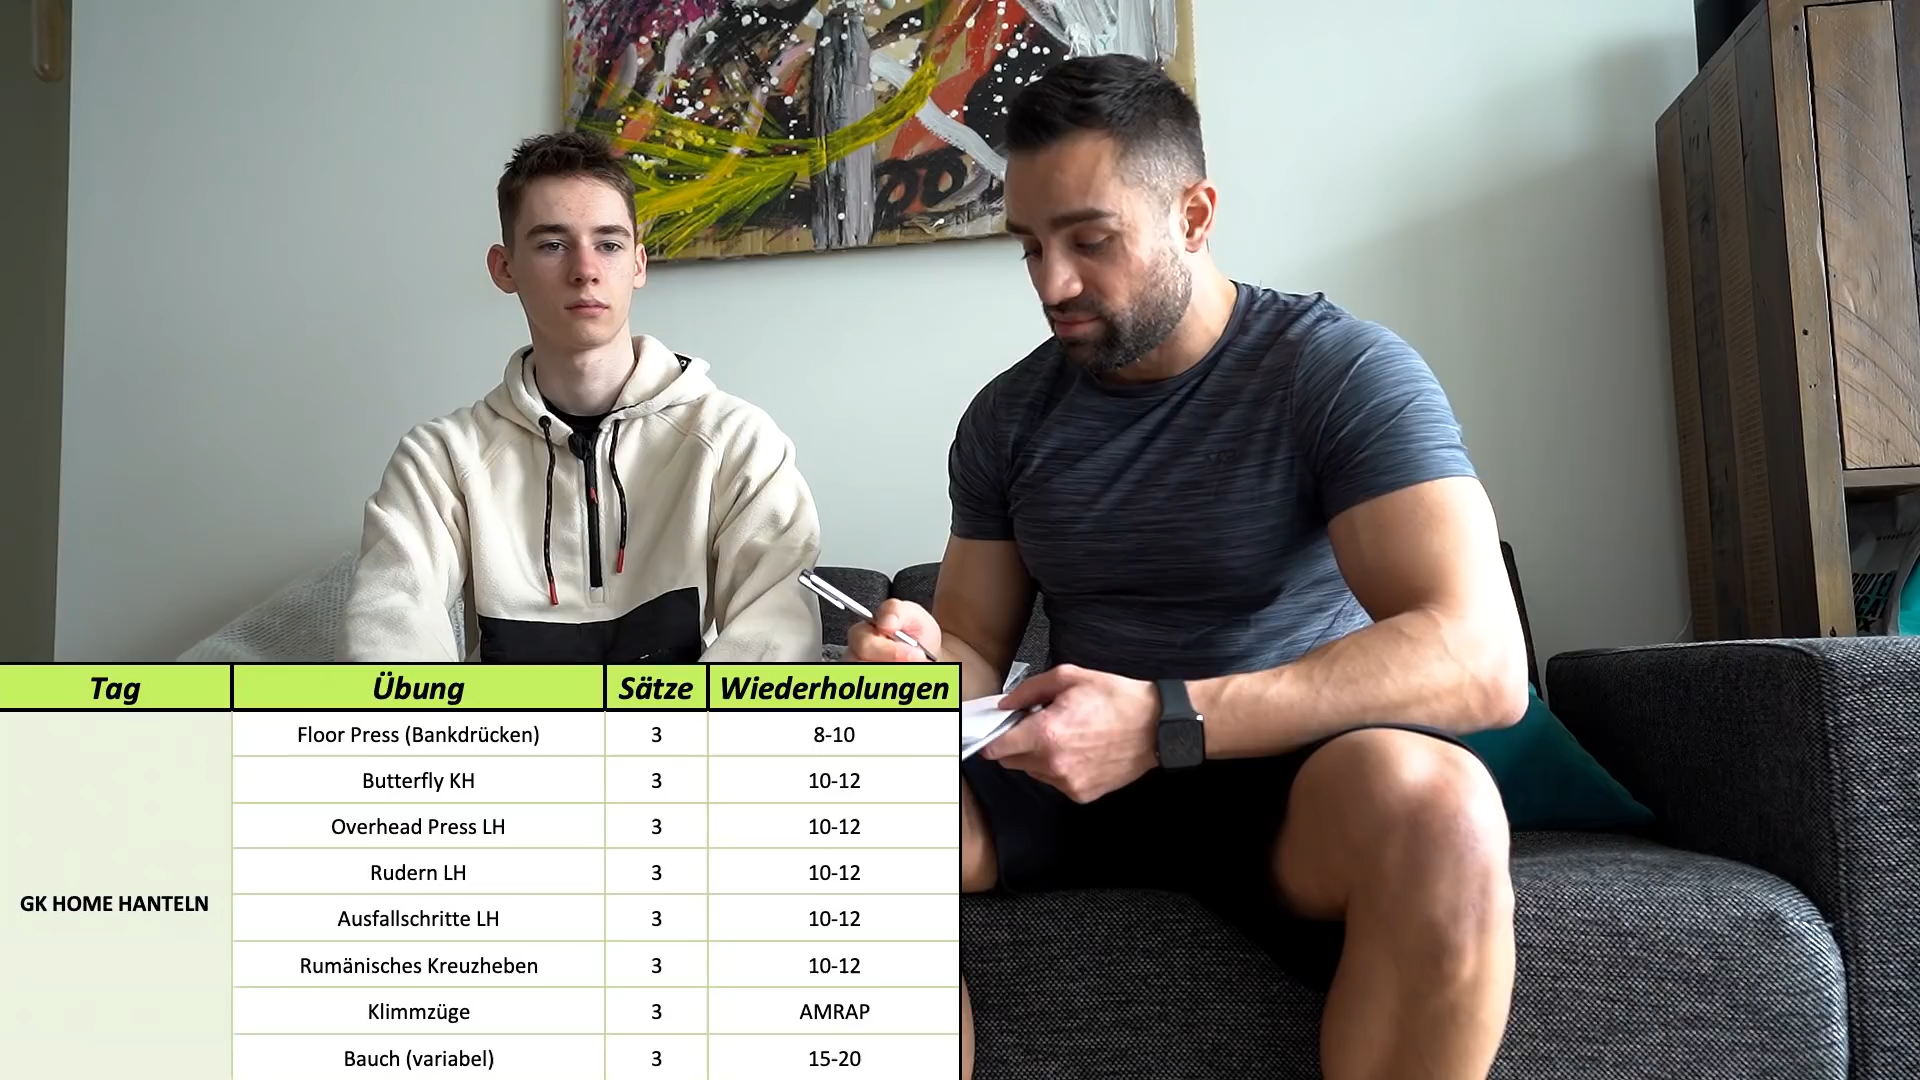 Tag Übung Sätze Wiederholungen
Floor Press (Bankdrücken) 3 8-10
Butterfly KH 3 10-12
Overhead Press LH 3 10-12
Rudern LH 3 10-12
GK HOME HANTELN
Ausfallschritte LH 3 10-12
Rumänisches Kreuzheben 3 10-12
Klimmzüge 3 AMRAP
Bauch (variabel) 3 15-20